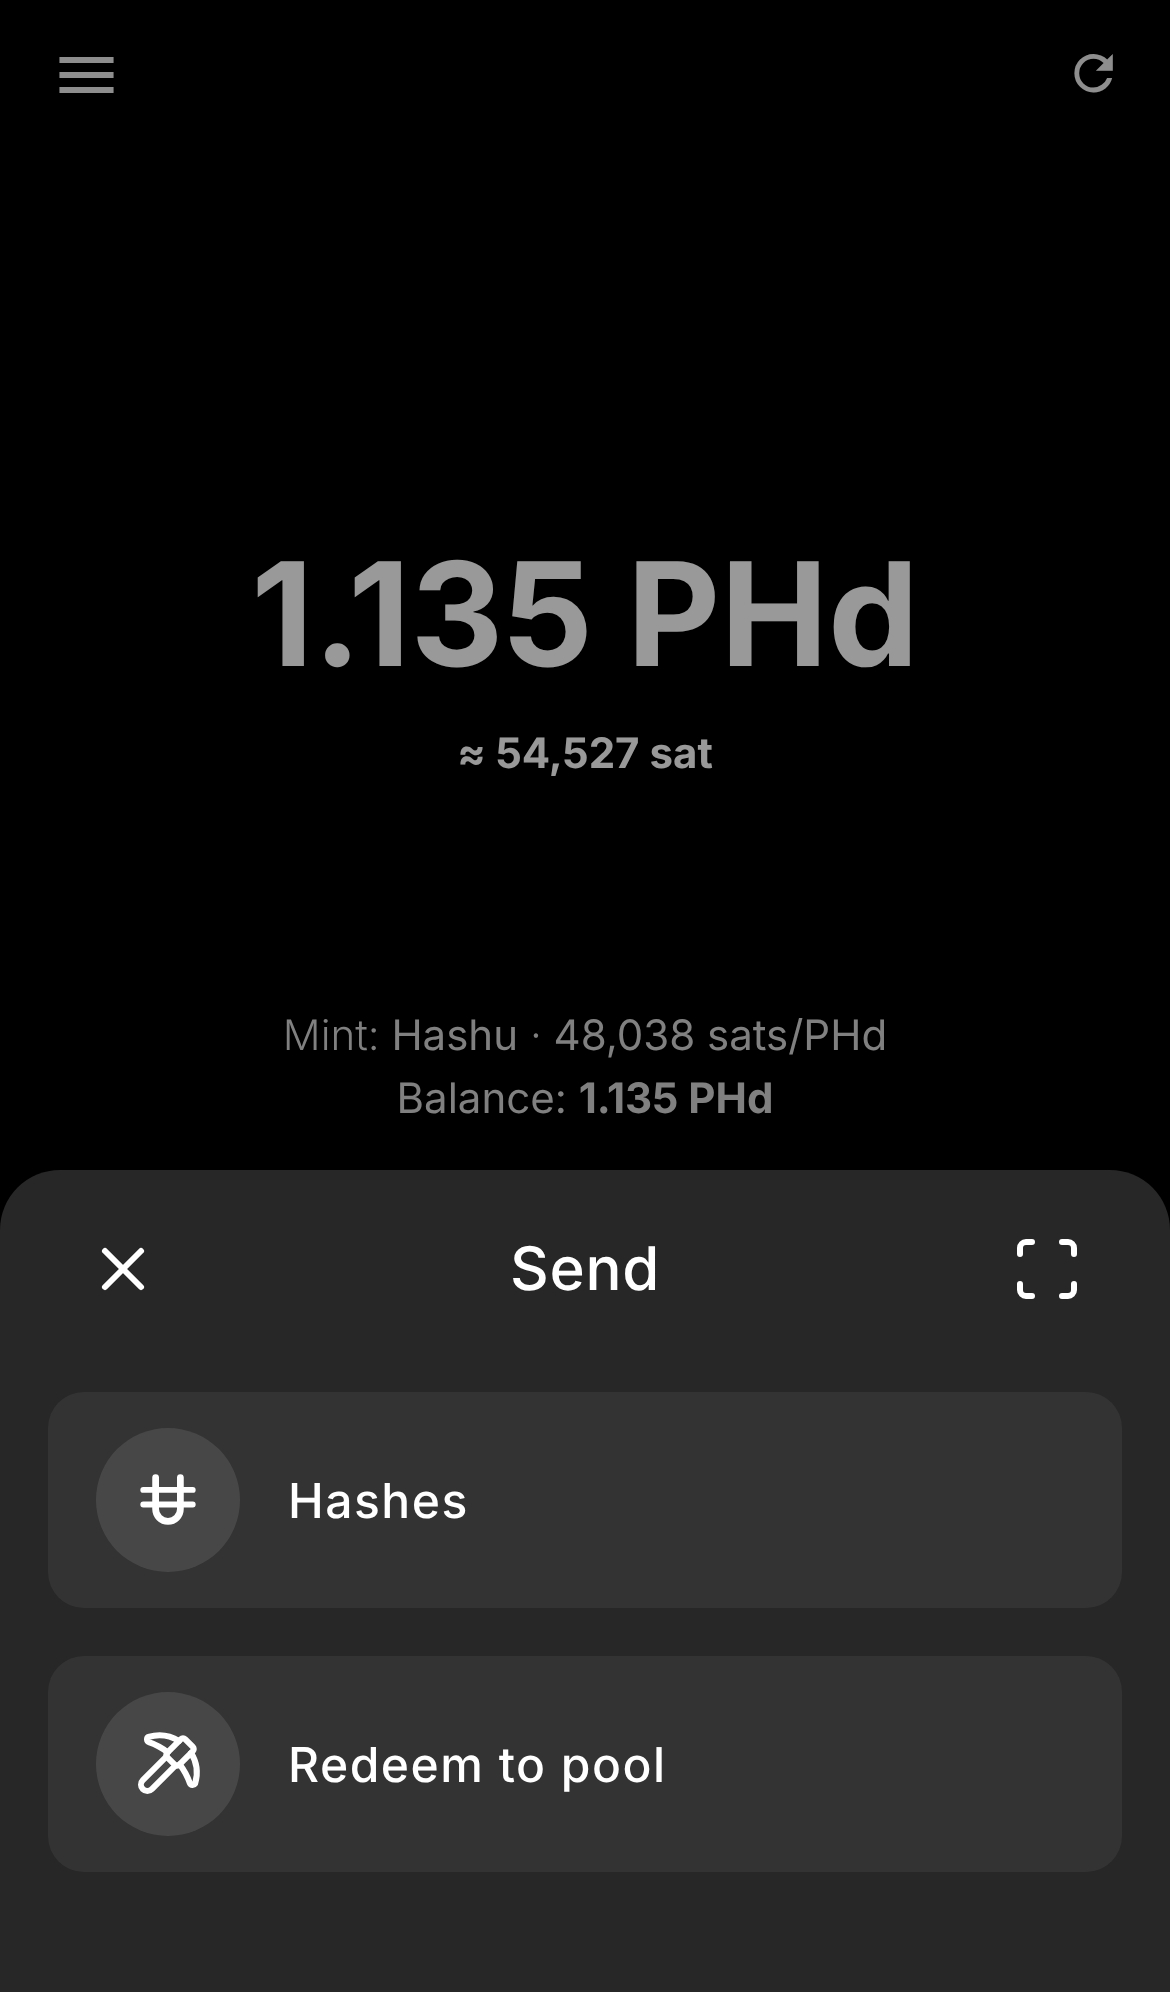 1.135 PHd
≈ 54,527 sat
Mint: Hashu · 48,038 sats/PHd
Balance: 1.135 PHd
Send
Hashes
Redeem to pool